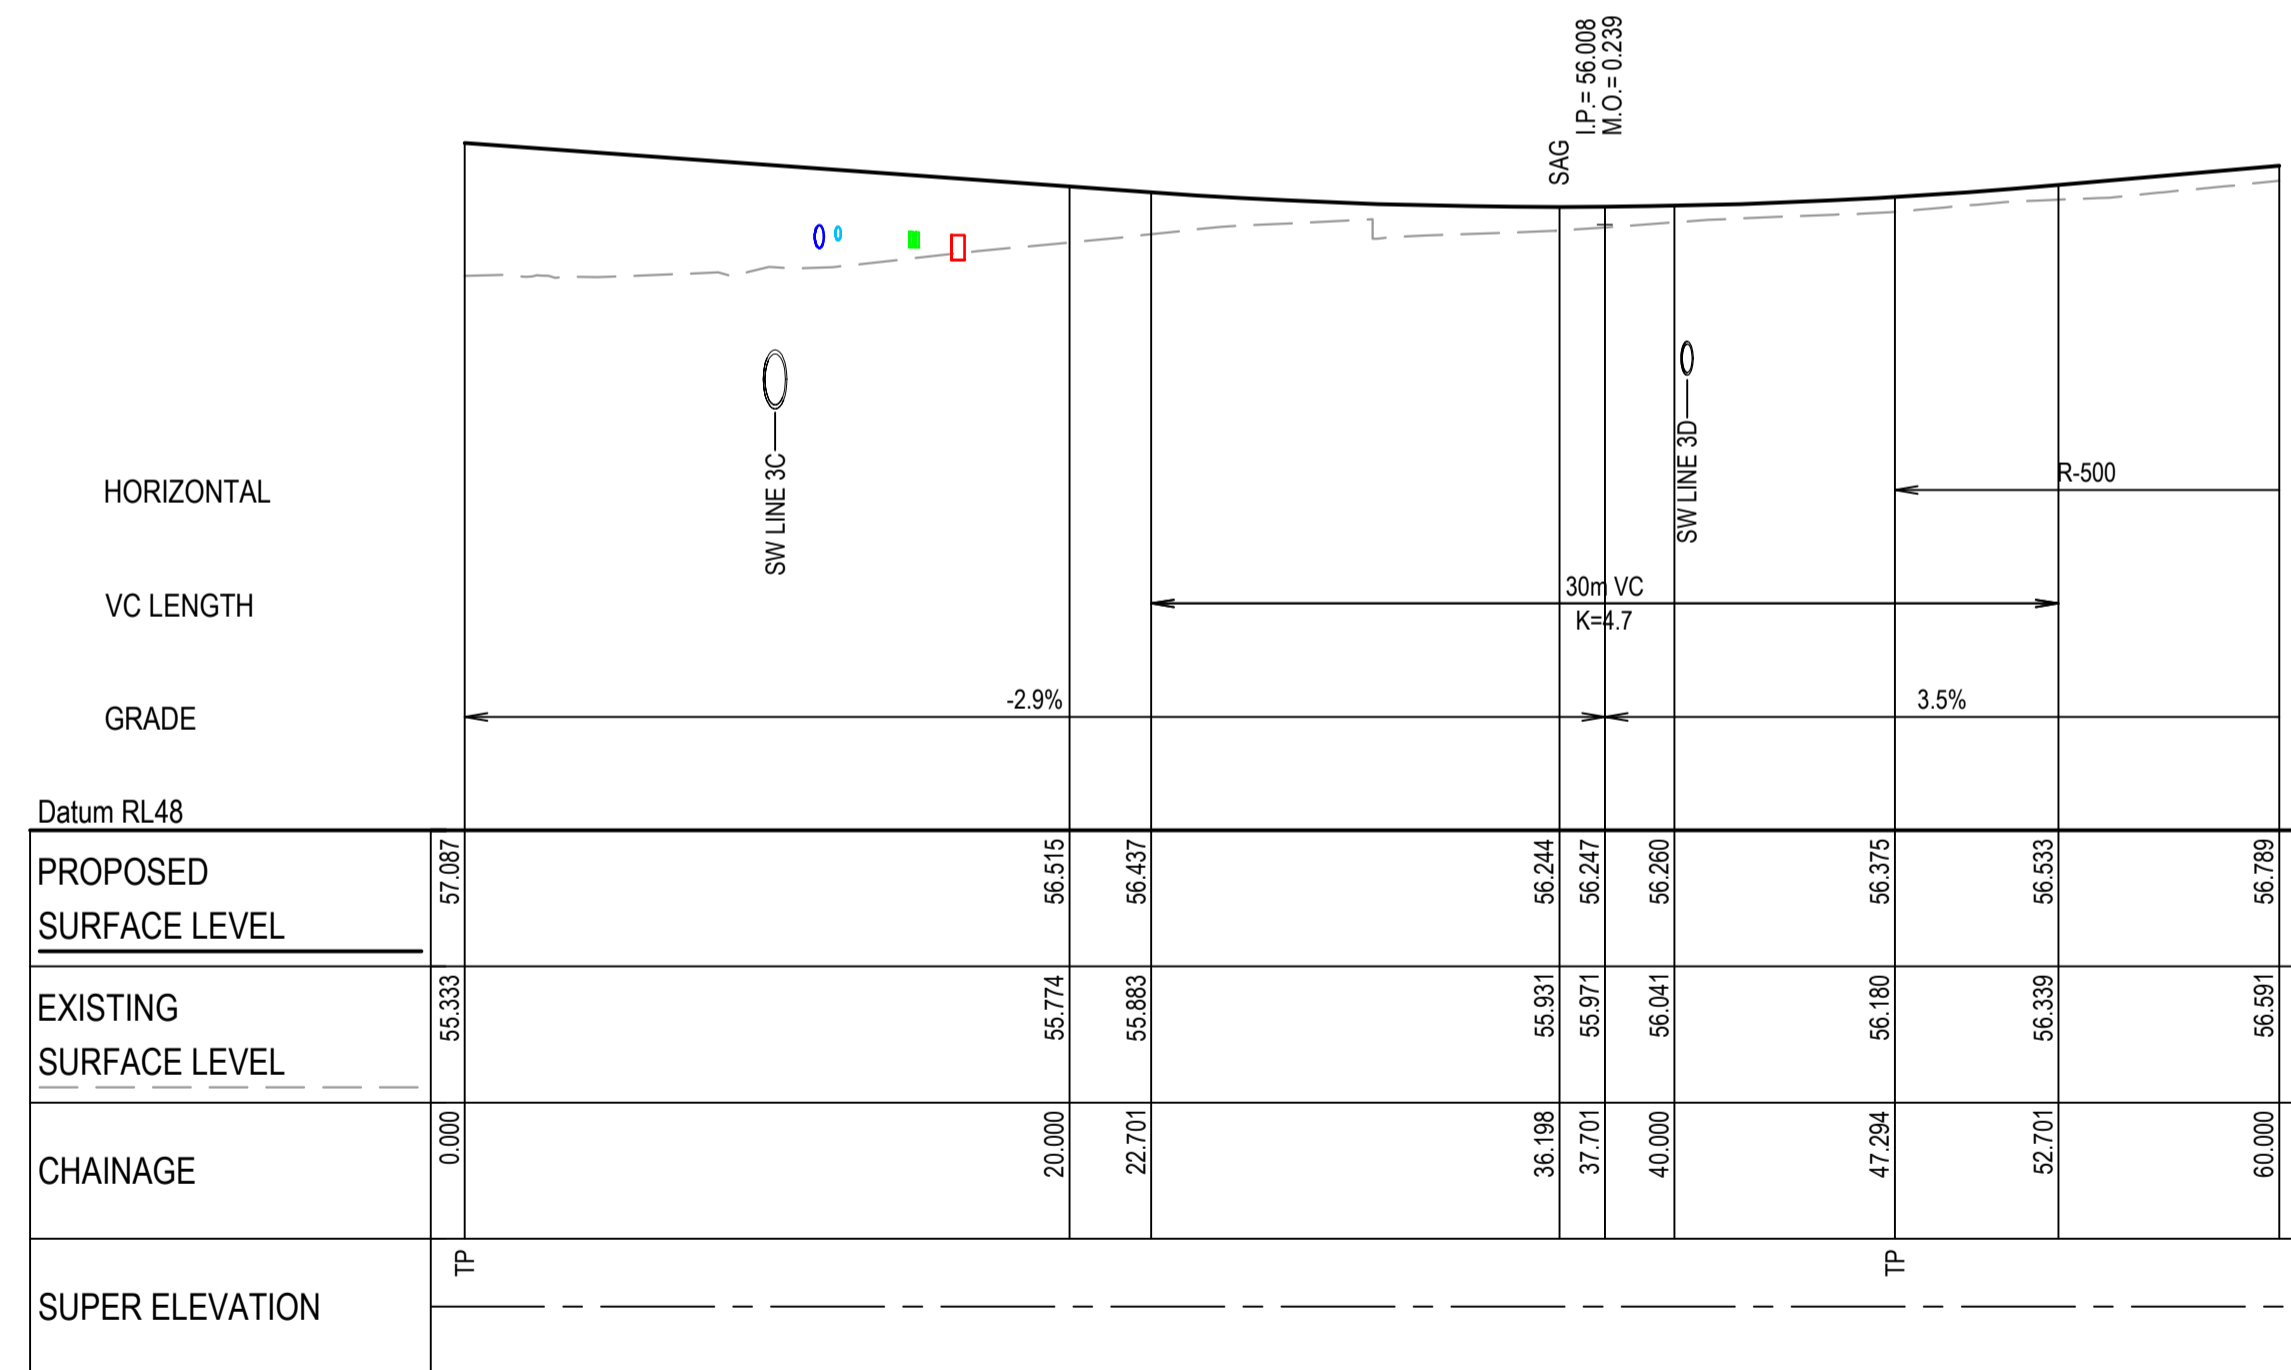 I.P.= 56.008
M.O.= 0.239
SAG
SW LINE 3C
SW LINE 3D
HORIZONTAL
R-500
VC LENGTH
30m VC
K=4.7
GRADE
-2.9%
3.5%
Datum RL48
PROPOSED
SURFACE LEVEL
57.087
56.515
56.437
56.244
56.247
56.260
56.375
56.533
56.789
EXISTING
SURFACE LEVEL
55.333
55.774
55.883
55.931
55.971
56.041
56.180
56.339
56.591
CHAINAGE
0.000
20.000
22.701
36.198
37.701
40.000
47.294
52.701
60.000
SUPER ELEVATION
TP
TP